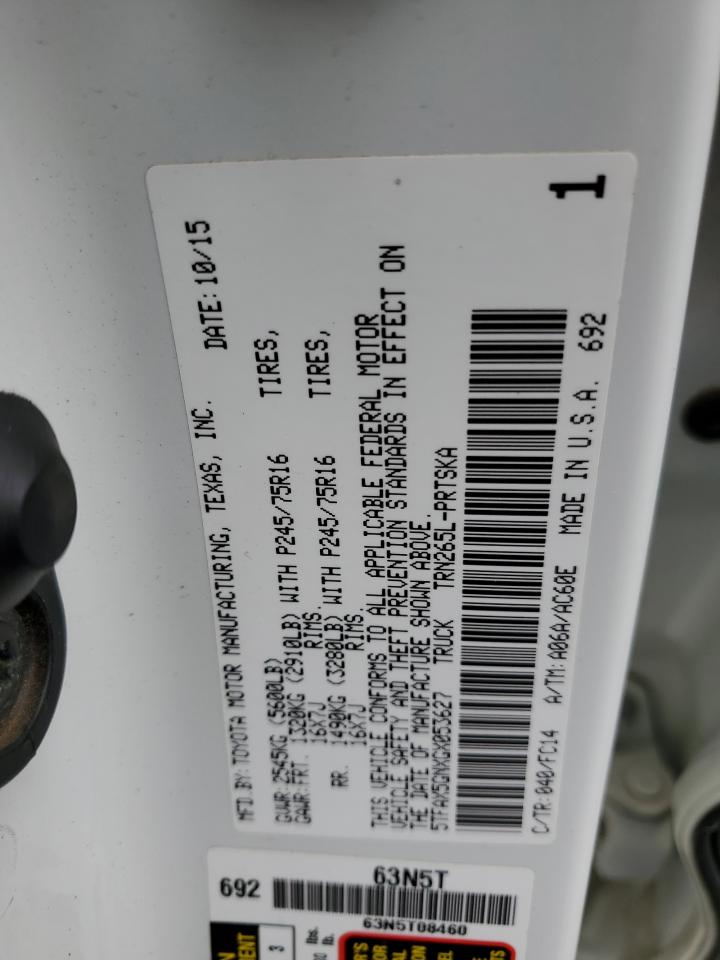 MFD. BY: TOYOTA MOTOR MANUFACTURING, TEXAS, INC. DATE: 10/15
GVWR: 2545KG (5600LB)
GAWR: FRT. 1320KG (2910LB) WITH P245/75R16 TIRES,
16X7J RIMS.
RR. 1490KG (3280LB) WITH P245/75R16 TIRES,
16X7J RIMS.
THIS VEHICLE CONFORMS TO ALL APPLICABLE FEDERAL MOTOR
VEHICLE SAFETY AND THEFT PREVENTION STANDARDS IN EFFECT ON
THE DATE OF MANUFACTURE SHOWN ABOVE.
5TFAX5GNXGX053627 TRUCK TRN265L-PRTSKA
C/TR: 040/FC14 A/TM: A06A/AC60E MADE IN U.S.A. 692
1
692 63N5T
63N5T08460
3
lbs.
lb.